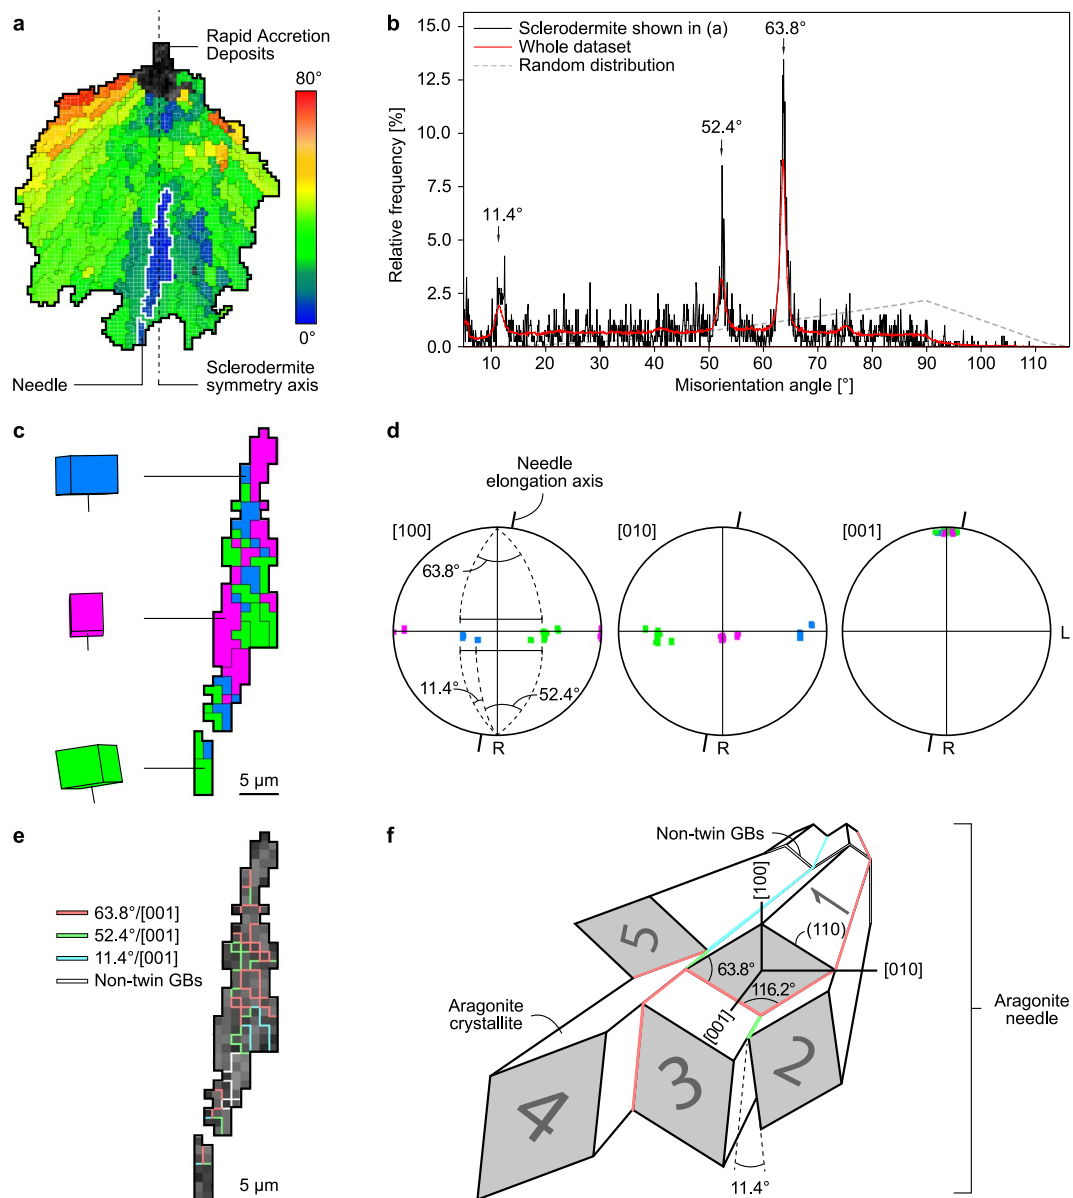 a
Rapid Accretion
Deposits
80°
0°
Needle
Sclerodermite
symmetry axis
b
15.0
12.5
10.0
7.5
5.0
2.5
0.0
Relative frequency [%]
Sclerodermite shown in (a)
Whole dataset
Random distribution
63.8°
52.4°
11.4°
10 20 30 40 50 60 70 80 90 100 110
Misorientation angle [°]
c
5 µm
d
Needle
elongation axis
[100]
[010]
[001]
63.8°
11.4°
52.4°
L
R
R
e
63.8°/[001]
52.4°/[001]
11.4°/[001]
Non-twin GBs
5 µm
f
Non-twin GBs
[100]
1
(110)
5
63.8°
[010]
116.2°
[001]
Aragonite
crystallite
Aragonite
needle
2
3
4
11.4°